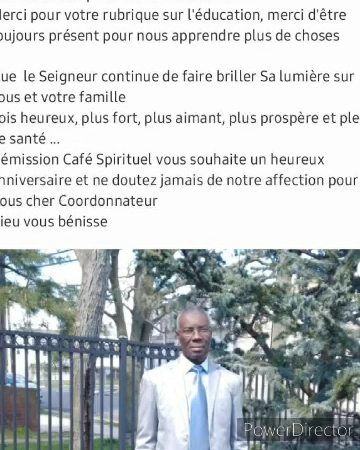 erci pour votre rubrique sur l'éducation, merci d'être
oujours présent pour nous apprendre plus de choses
ue le Seigneur continue de faire briller Sa lumière sur
ous et votre famille
ois heureux, plus fort, plus aimant, plus prospère et ple
e santé ...
émission Café Spirituel vous souhaite un heureux
nniversaire et ne doutez jamais de notre affection pour
ous cher Coordonnateur
ieu vous bénisse
PowerDirector